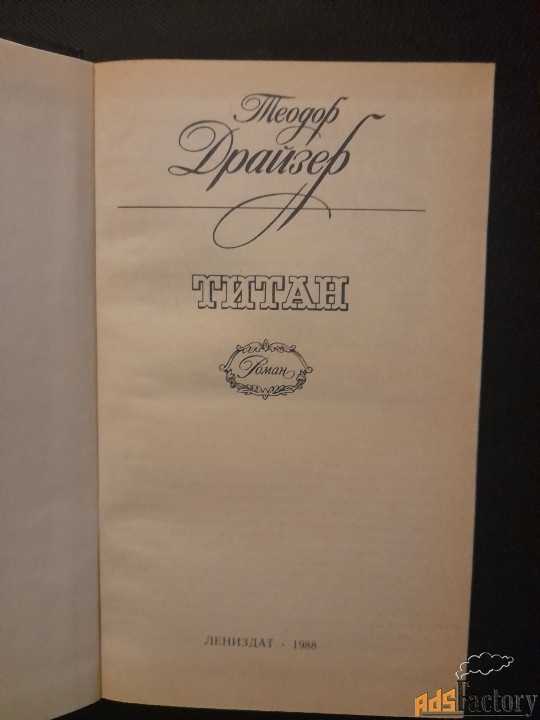 Теодор
Драйзер
ТИТАН
Роман
ЛЕНИЗДАТ · 1988
AdsFactory